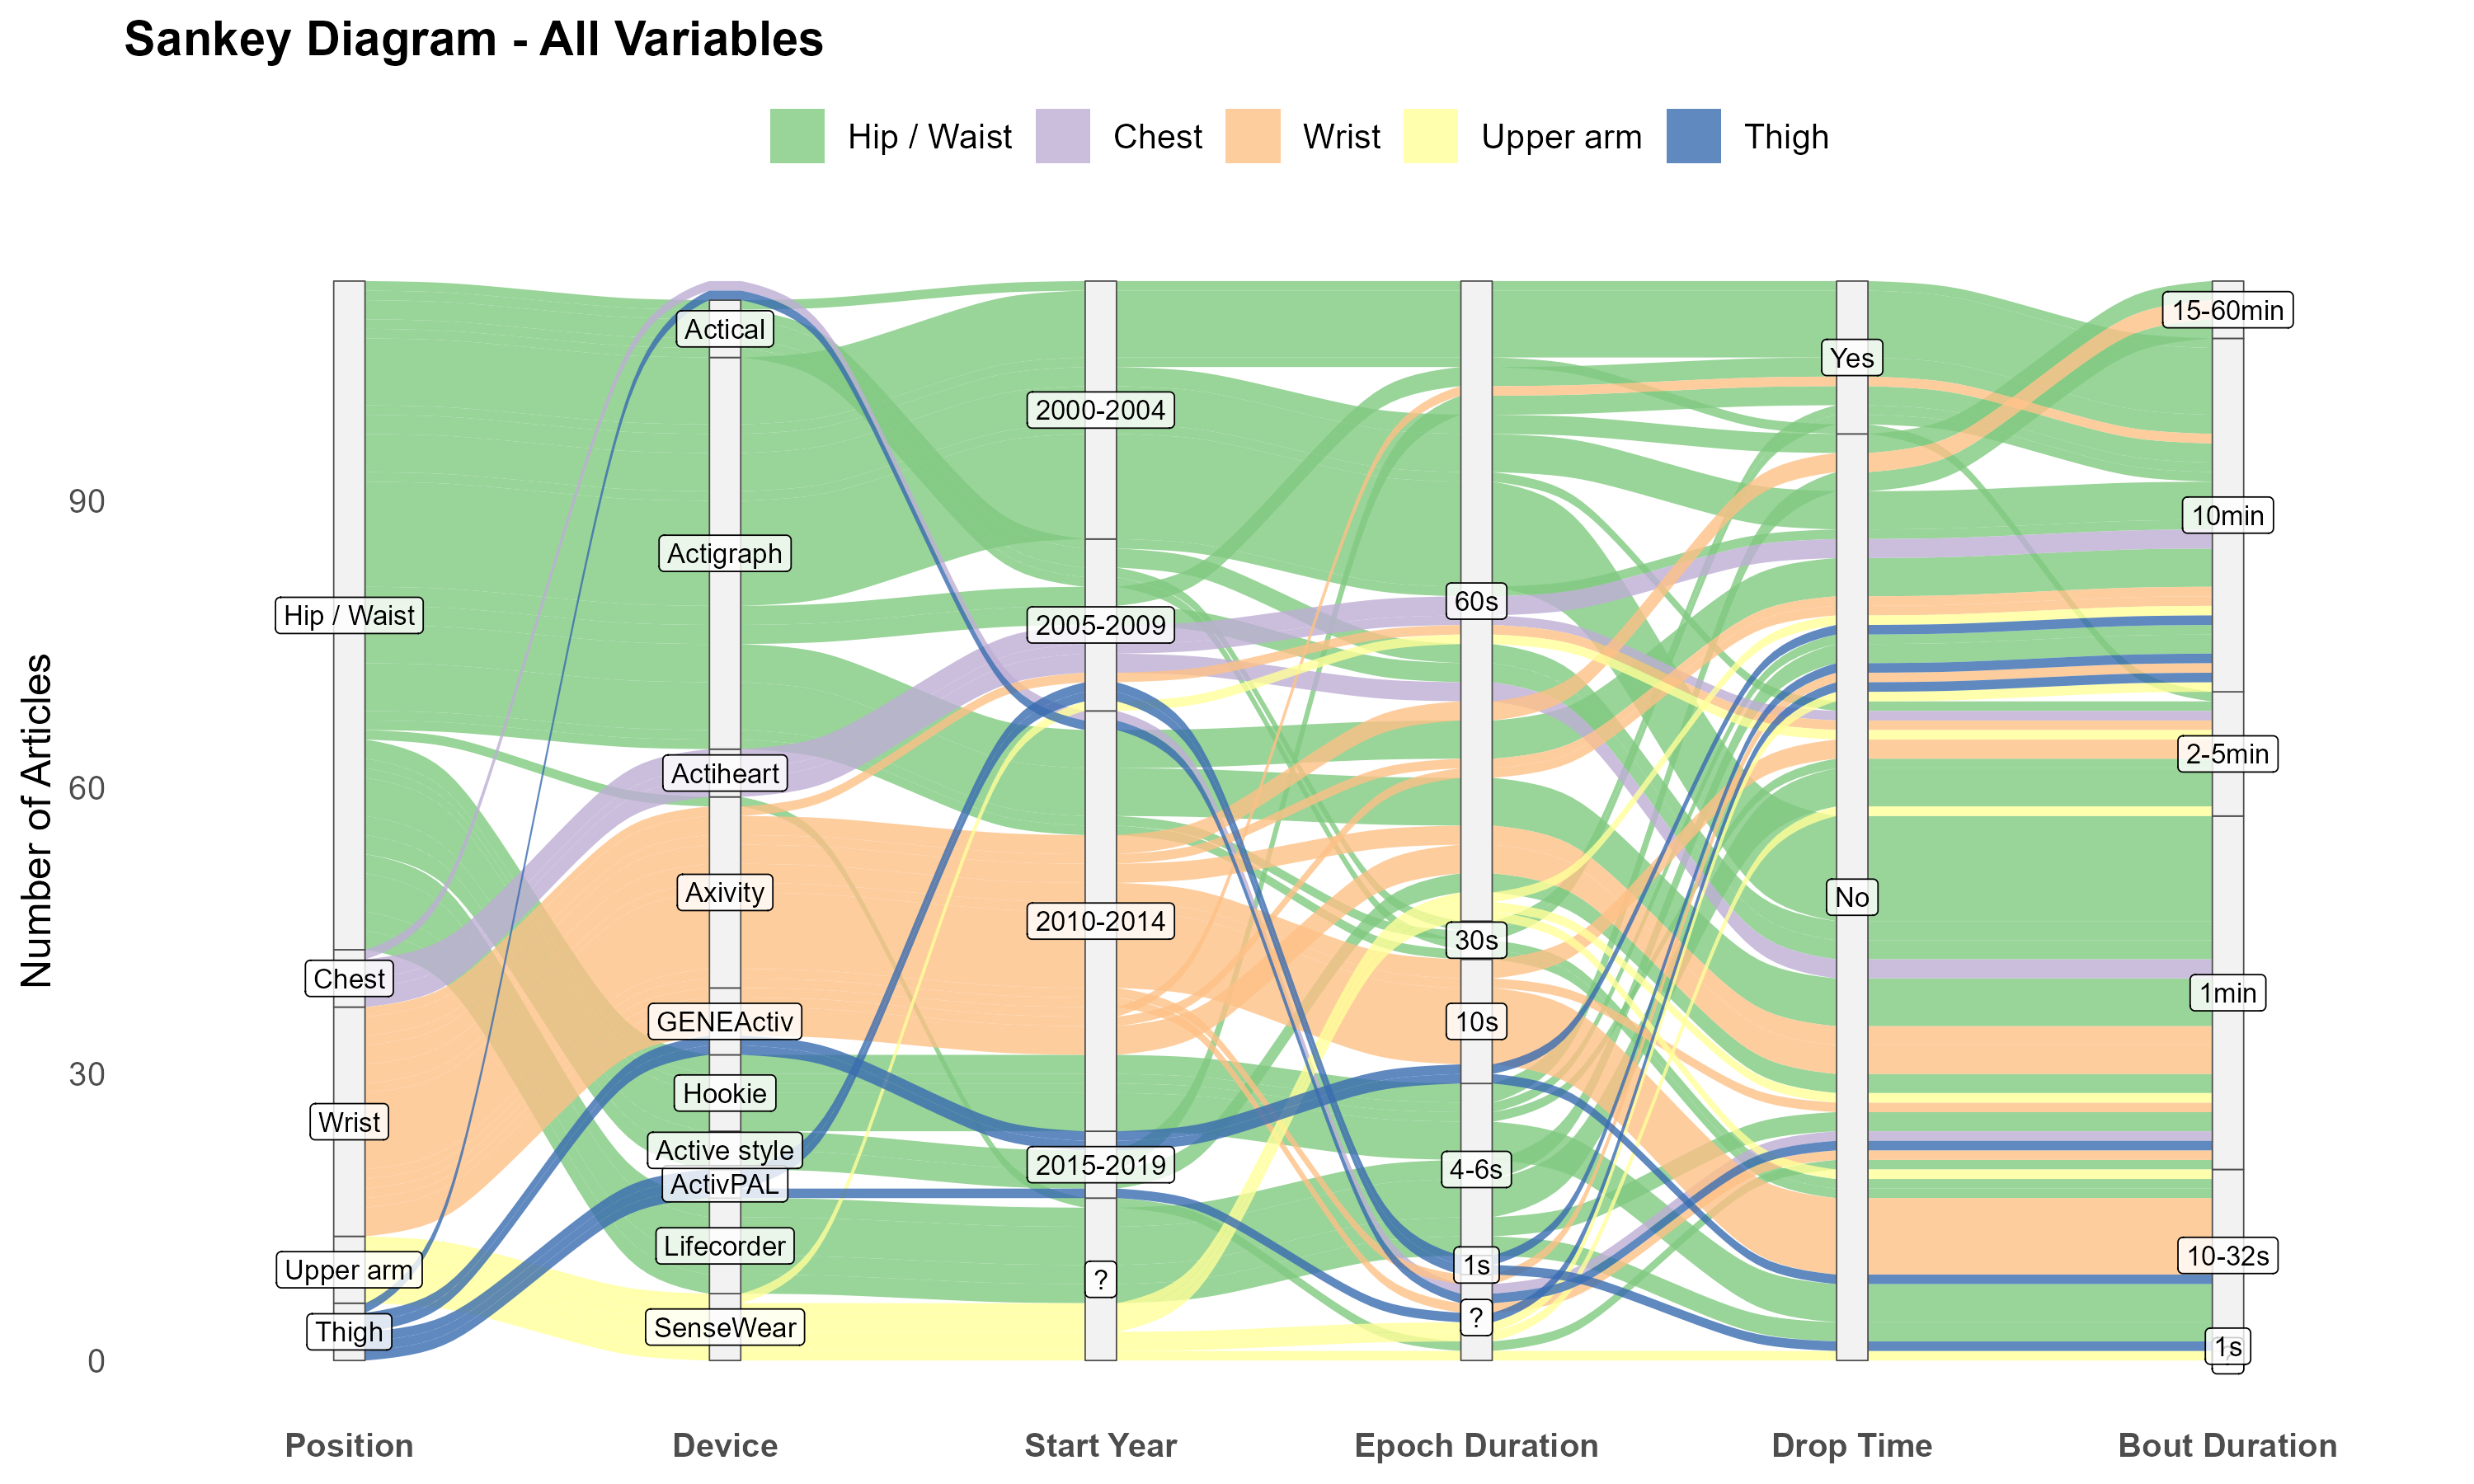 Sankey Diagram - All Variables
Hip / Waist
Chest
Wrist
Upper arm
Thigh
Number of Articles
90
60
30
0
Hip / Waist
Chest
Wrist
Upper arm
Thigh
Actical
Actigraph
Actiheart
Axivity
GENEActiv
Hookie
Active style
ActivPAL
Lifecorder
SenseWear
2000-2004
2005-2009
2010-2014
2015-2019
?
60s
30s
10s
4-6s
1s
?
Yes
No
15-60min
10min
2-5min
1min
10-32s
1s
Position
Device
Start Year
Epoch Duration
Drop Time
Bout Duration